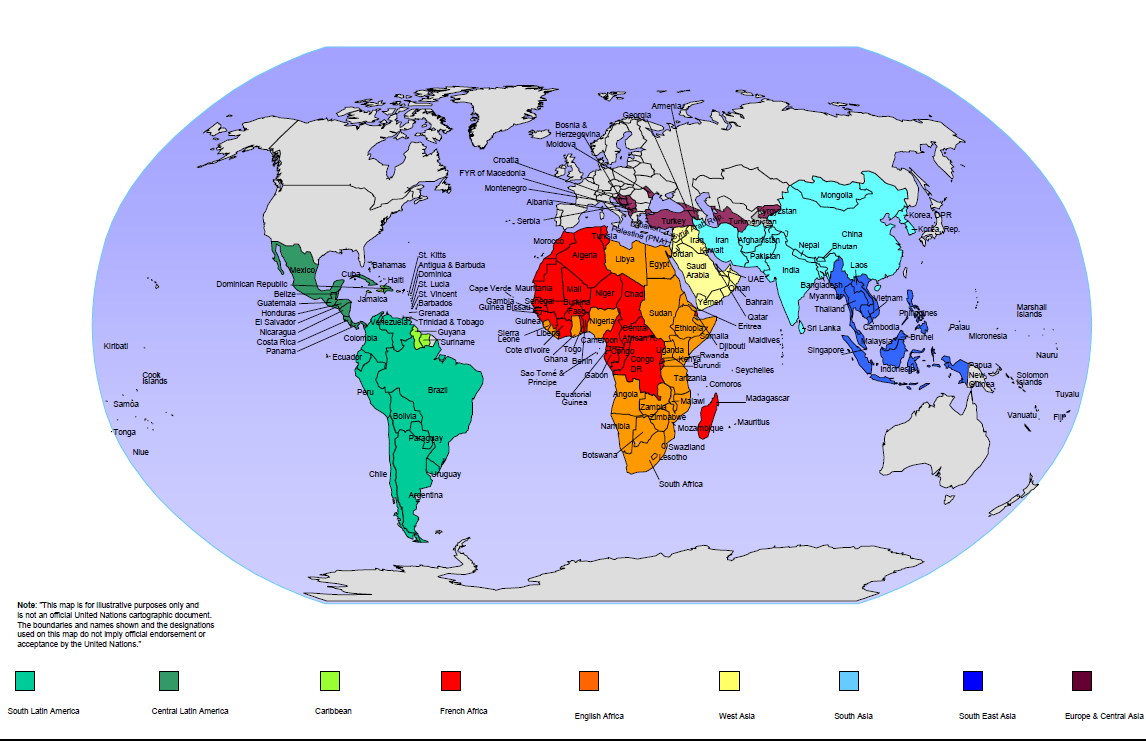 Armenia
Georgia
Bosnia &
Herzegovina
Moldova
Croatia
FYR of Macedonia
Montenegro
Albania
Serbia
Turkey
Turkmenistan
Kyrgyzstan
Mongolia
Korea, DPR
Korea, Rep.
China
Nepal
Bhutan
Afghanistan
Pakistan
India
Iran
Iraq
Kuwait
Jordan
Palestine (PNA)
Lebanon
Saudi
Arabia
UAE
Oman
Yemen
Bahrain
Qatar
Eritrea
Maldives
Bangladesh
Myanmar
Thailand
Laos
Vietnam
Philippines
Cambodia
Malaysia
Brunei
Singapore
Indonesia
Sri Lanka
Palau
Micronesia
Marshall
Islands
Nauru
Papua
New
Guinea
Solomon
Islands
Tuvalu
Vanuatu
Fiji
Morocco
Tunisia
Algeria
Libya
Egypt
Cape Verde
Mauritania
Mali
Niger
Chad
Sudan
Gambia
Senegal
Guinea Bissau
Burkina
Faso
Guinea
Nigeria
Ethiopia
Sierra
Leone
Liberia
Central
African R.
Somalia
Djibouti
Cote d'Ivoire
Togo
Cameroon
Ghana
Benin
Congo
Congo
DR
Uganda
Kenya
Rwanda
Burundi
Seychelles
Sao Tomé &
Principe
Gabon
Equatorial
Guinea
Tanzania
Comoros
Angola
Zambia
Malawi
Madagascar
Zimbabwe
Mozambique
Mauritius
Namibia
Botswana
Swaziland
Lesotho
South Africa
Mexico
Cuba
Bahamas
Haiti
Jamaica
Dominican Republic
Belize
Guatemala
Honduras
El Salvador
Nicaragua
Costa Rica
Panama
St. Kitts
Antigua & Barbuda
Dominica
St. Lucia
St. Vincent
Barbados
Grenada
Trinidad & Tobago
Guyana
Suriname
Venezuela
Colombia
Ecuador
Peru
Brazil
Bolivia
Paraguay
Chile
Uruguay
Argentina
Kiribati
Cook
Islands
Samoa
Tonga
Niue
Note: "This map is for illustrative purposes only and
is not an official United Nations cartographic document.
The boundaries and names shown and the designations
used on this map do not imply official endorsement or
acceptance by the United Nations."
South Latin America
Central Latin America
Caribbean
French Africa
English Africa
West Asia
South Asia
South East Asia
Europe & Central Asia